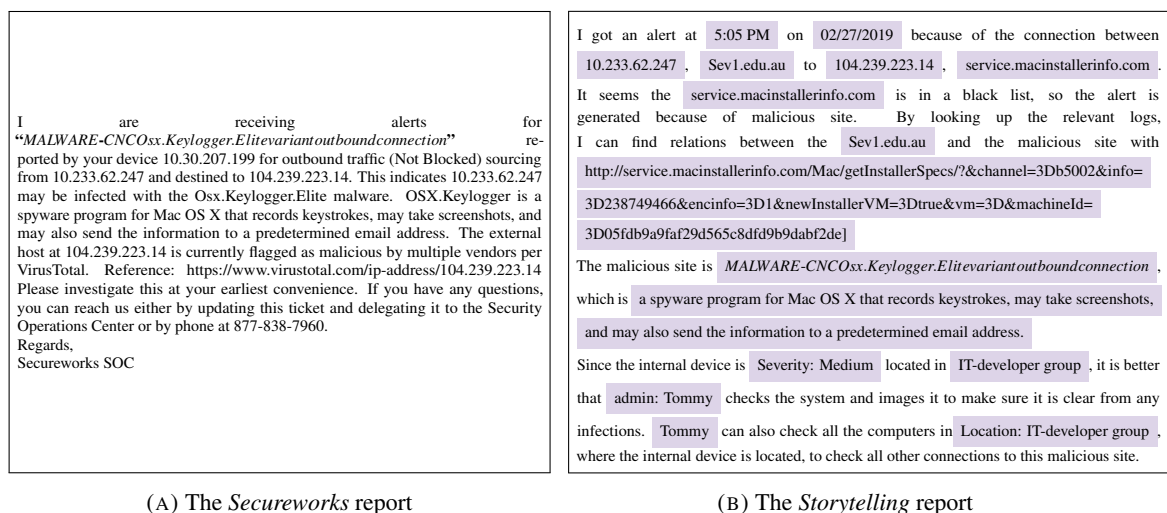 I are receiving alerts for
“MALWARE-CNCOsx.Keylogger.Elitevariantoutboundconnection” re-
ported by your device 10.30.207.199 for outbound traffic (Not Blocked) sourcing
from 10.233.62.247 and destined to 104.239.223.14. This indicates 10.233.62.247
may be infected with the Osx.Keylogger.Elite malware. OSX.Keylogger is a
spyware program for Mac OS X that records keystrokes, may take screenshots, and
may also send the information to a predetermined email address. The external
host at 104.239.223.14 is currently flagged as malicious by multiple vendors per
VirusTotal. Reference: https://www.virustotal.com/ip-address/104.239.223.14
Please investigate this at your earliest convenience. If you have any questions,
you can reach us either by updating this ticket and delegating it to the Security
Operations Center or by phone at 877-838-7960.
Regards,
Secureworks SOC
(A) The Secureworks report
I got an alert at 5:05 PM on 02/27/2019 because of the connection between
10.233.62.247 , Sev1.edu.au to 104.239.223.14 , service.macinstallerinfo.com .
It seems the service.macinstallerinfo.com is in a black list, so the alert is
generated because of malicious site. By looking up the relevant logs,
I can find relations between the Sev1.edu.au and the malicious site with
http://service.macinstallerinfo.com/Mac/getInstallerSpecs/?&channel=3Db5002&info=
3D238749466&encinfo=3D1&newInstallerVM=3Dtrue&vm=3D&machineId=
3D05fdb9a9faf29d565c8dfd9b9dabf2de]
The malicious site is MALWARE-CNCOsx.Keylogger.Elitevariantoutboundconnection ,
which is a spyware program for Mac OS X that records keystrokes, may take screenshots,
and may also send the information to a predetermined email address.
Since the internal device is Severity: Medium located in IT-developer group , it is better
that admin: Tommy checks the system and images it to make sure it is clear from any
infections. Tommy can also check all the computers in Location: IT-developer group ,
where the internal device is located, to check all other connections to this malicious site.
(B) The Storytelling report